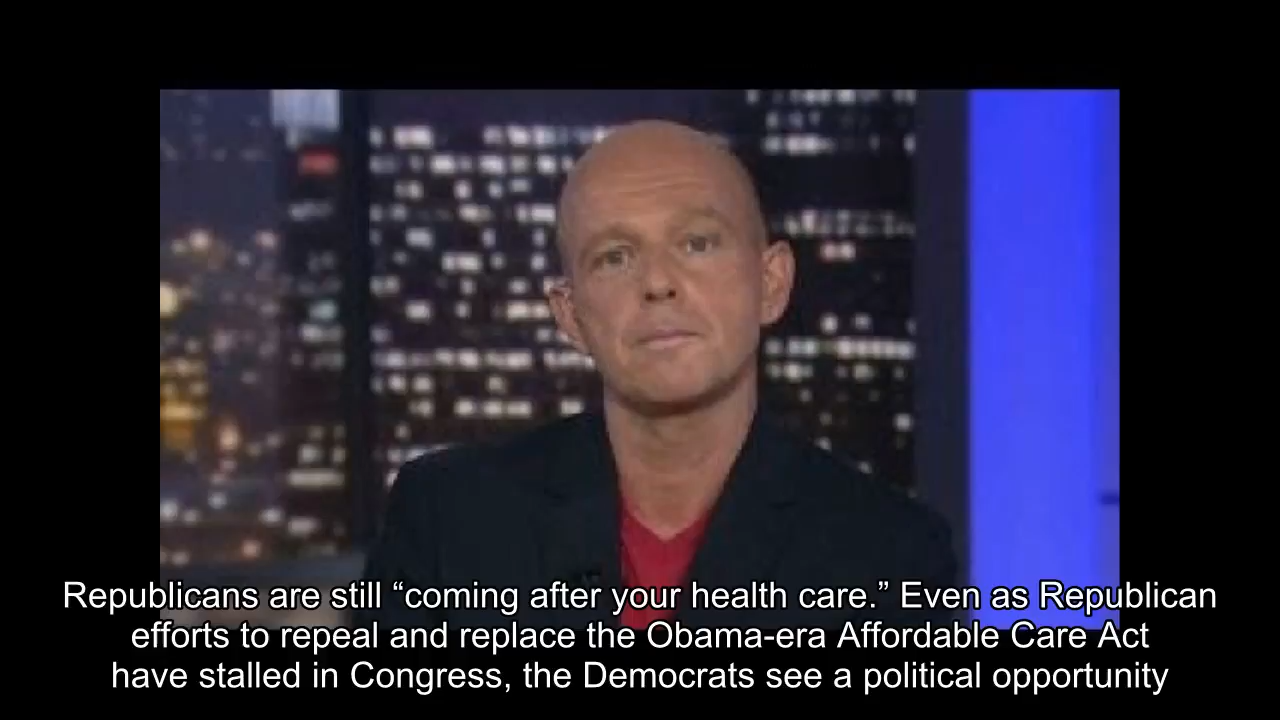 Republicans are still “coming after your health care.” Even as Republican
efforts to repeal and replace the Obama-era Affordable Care Act
have stalled in Congress, the Democrats see a political opportunity